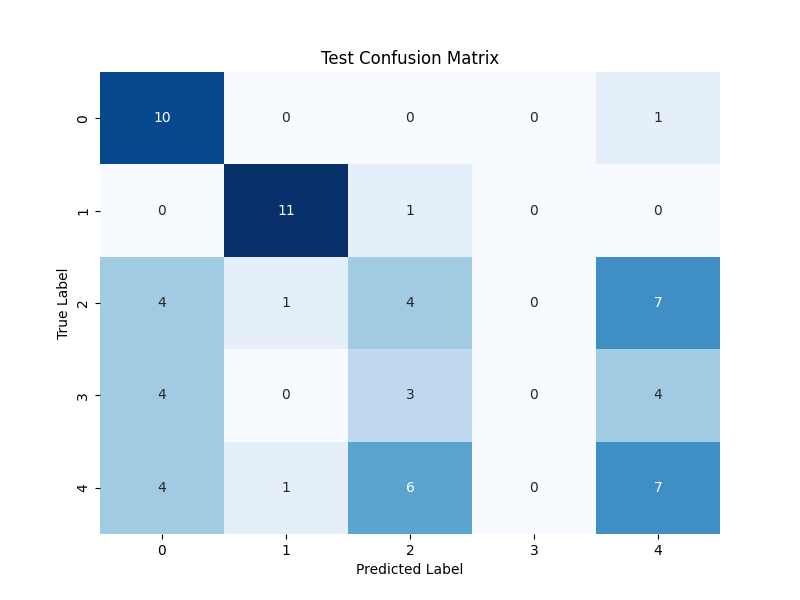 Test Confusion Matrix
True Label
0 10 0 0 0 1
1 0 11 1 0 0
2 4 1 4 0 7
3 4 0 3 0 4
4 4 1 6 0 7
0 1 2 3 4
Predicted Label